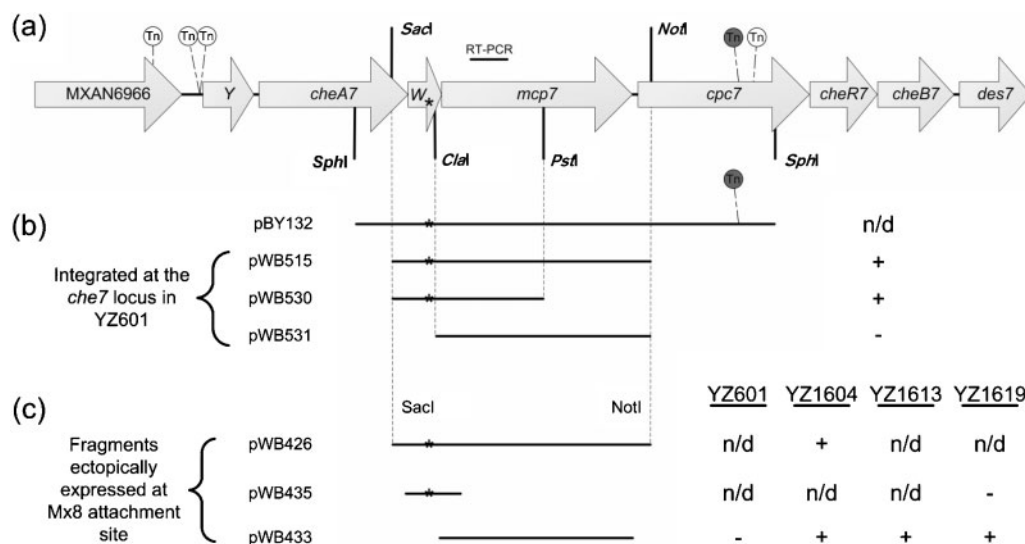 (a)
Tn Tn Tn SacI RT-PCR NotI Tn Tn
MXAN6966 Y cheA7 W * mcp7 cpc7 cheR7 cheB7 des7
SphI ClaI PstI SphI
Tn
(b)
pBY132 * n/d
Integrated at the
che7 locus in
YZ601
pWB515 * +
pWB530 * +
pWB531 -
SacI NotI
YZ601 YZ1604 YZ1613 YZ1619
(c)
Fragments
ectopically
expressed at
Mx8 attachment
site
pWB426 * n/d + n/d n/d
pWB435 * n/d n/d n/d -
pWB433 - + + +